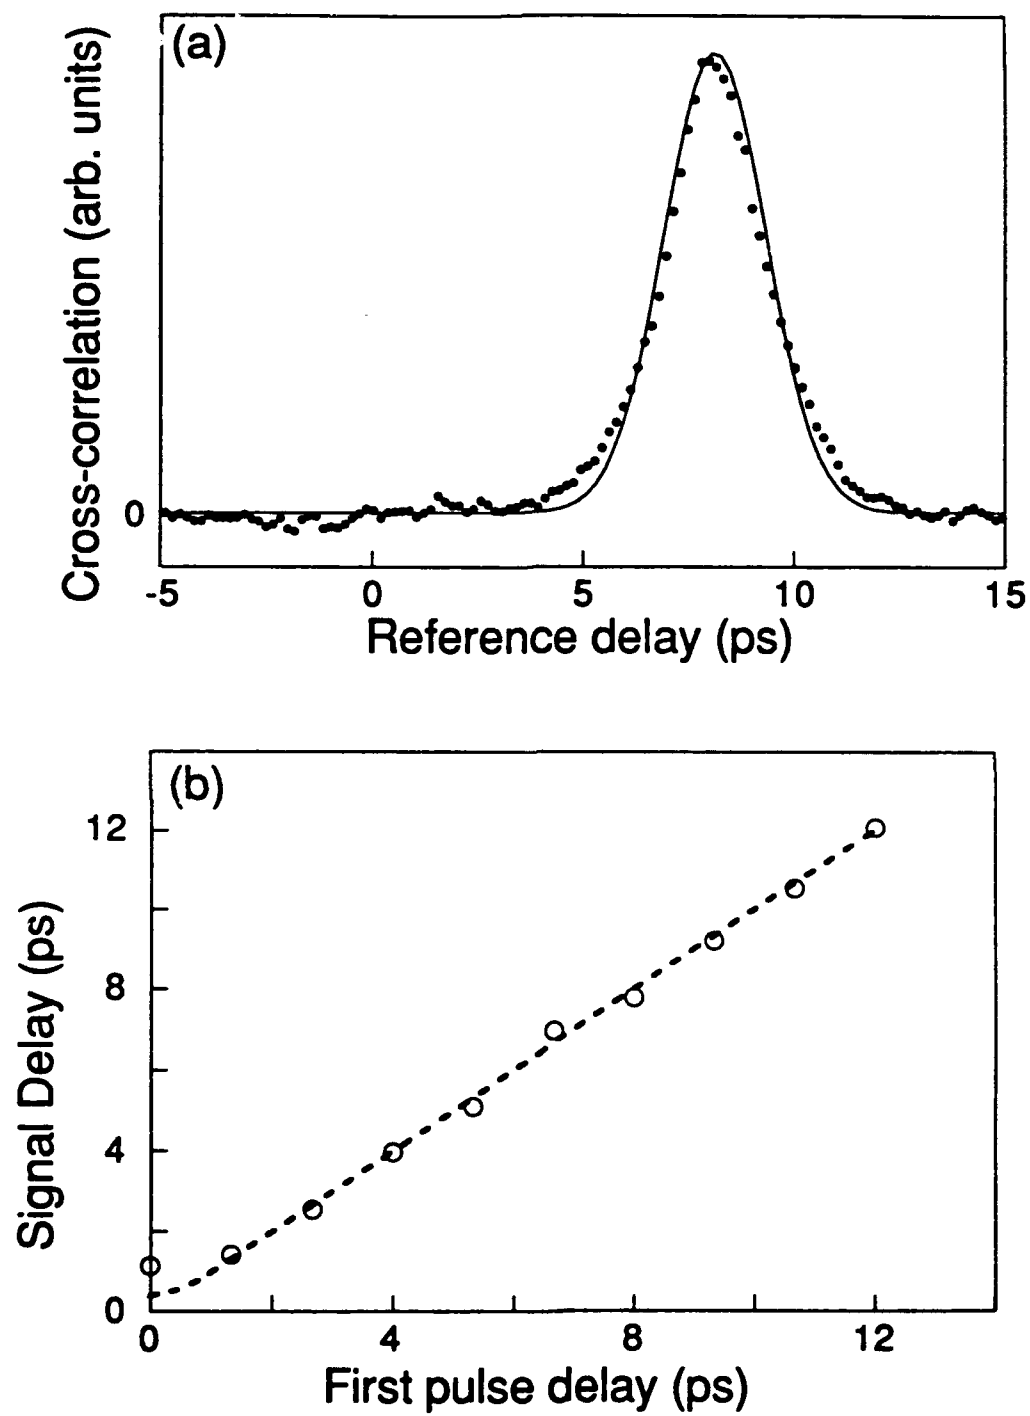 (a)
Cross-correlation (arb. units)
0
-5 0 5 10 15
Reference delay (ps)
(b)
Signal Delay (ps)
12
8
4
0
0 4 8 12
First pulse delay (ps)